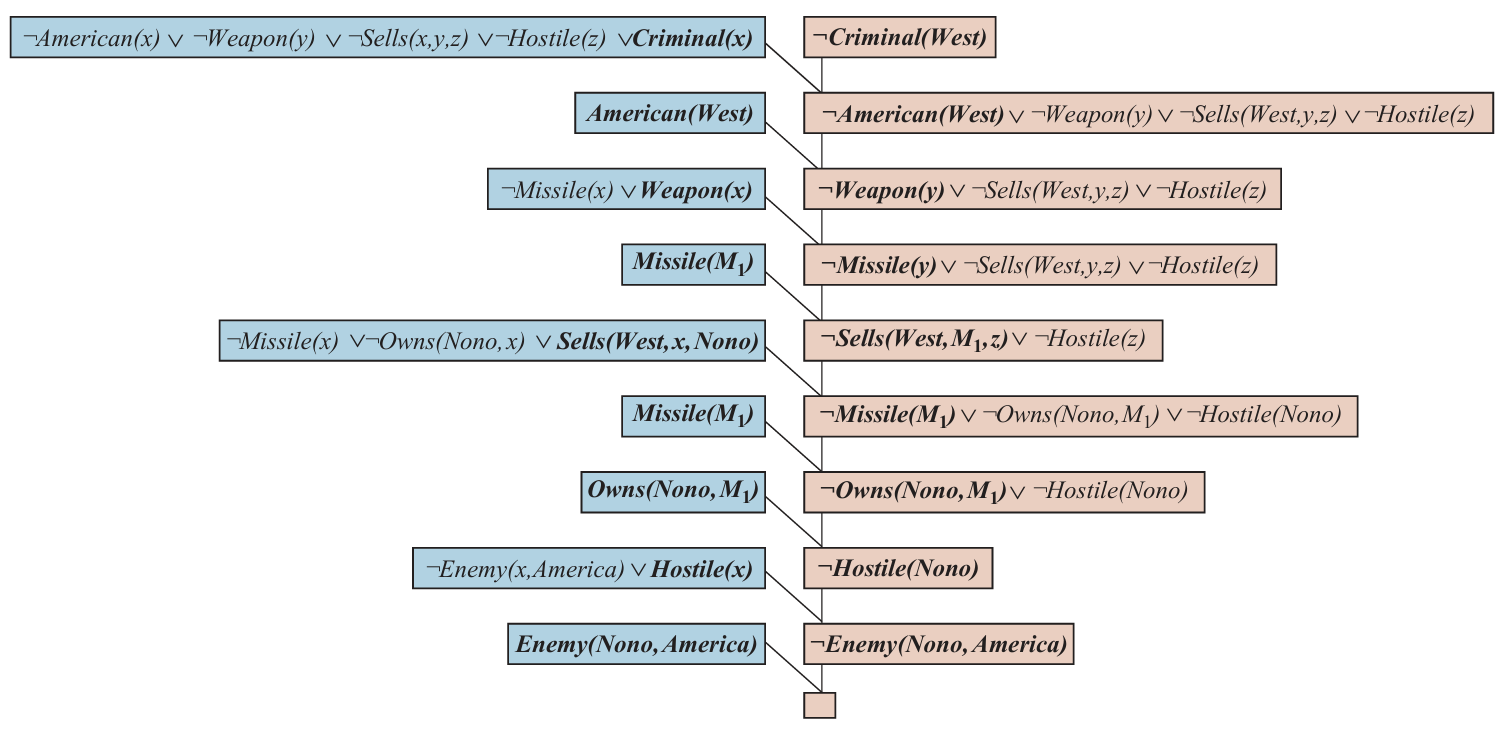 ¬American(x) ∨ ¬Weapon(y) ∨ ¬Sells(x,y,z) ∨ ¬Hostile(z) ∨ Criminal(x) ¬Criminal(West)
American(West) ¬American(West) ∨ ¬Weapon(y) ∨ ¬Sells(West,y,z) ∨ ¬Hostile(z)
¬Missile(x) ∨ Weapon(x) ¬Weapon(y) ∨ ¬Sells(West,y,z) ∨ ¬Hostile(z)
Missile(M₁) ¬Missile(y) ∨ ¬Sells(West,y,z) ∨ ¬Hostile(z)
¬Missile(x) ∨ ¬Owns(Nono,x) ∨ Sells(West,x,Nono) ¬Sells(West,M₁,z) ∨ ¬Hostile(z)
Missile(M₁) ¬Missile(M₁) ∨ ¬Owns(Nono,M₁) ∨ ¬Hostile(Nono)
Owns(Nono,M₁) ¬Owns(Nono,M₁) ∨ ¬Hostile(Nono)
¬Enemy(x,America) ∨ Hostile(x) ¬Hostile(Nono)
Enemy(Nono,America) ¬Enemy(Nono,America)